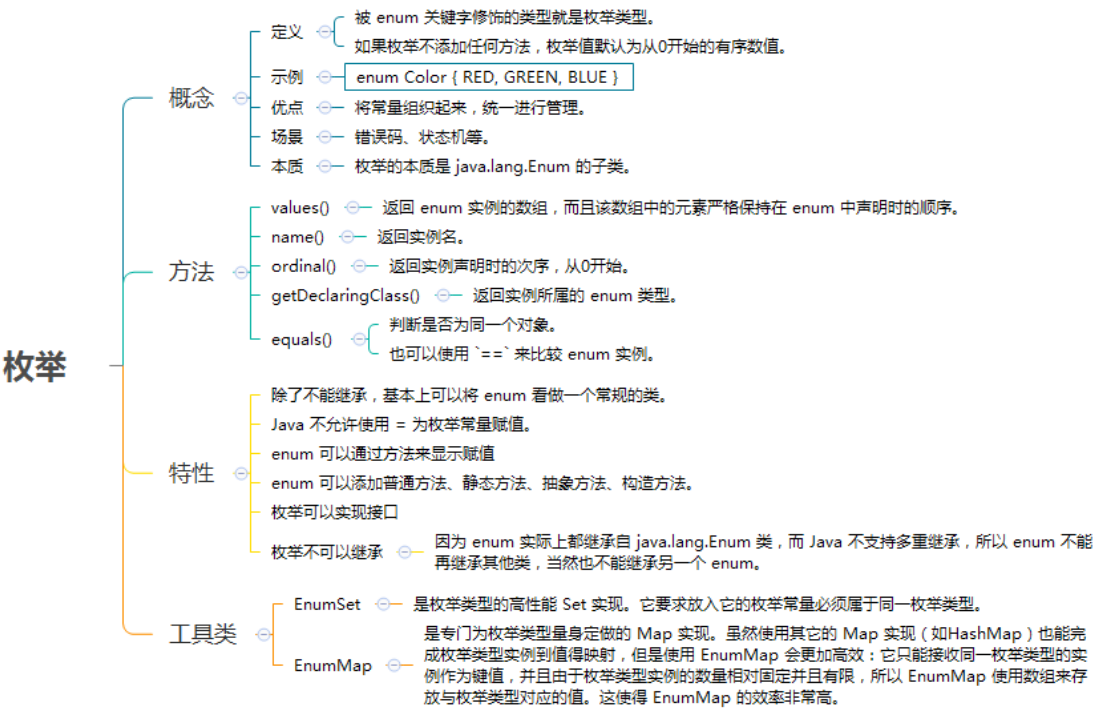 枚举
概念
定义
被 enum 关键字修饰的类型就是枚举类型。
如果枚举不添加任何方法，枚举值默认为从0开始的有序数值。
示例
enum Color { RED, GREEN, BLUE }
优点
将常量组织起来，统一进行管理。
场景
错误码、状态机等。
本质
枚举的本质是 java.lang.Enum 的子类。
方法
values()
返回 enum 实例的数组，而且该数组中的元素严格保持在 enum 中声明时的顺序。
name()
返回实例名。
ordinal()
返回实例声明时的次序，从0开始。
getDeclaringClass()
返回实例所属的 enum 类型。
equals()
判断是否为同一个对象。
也可以使用 `==` 来比较 enum 实例。
特性
除了不能继承，基本上可以将 enum 看做一个常规的类。
Java 不允许使用 = 为枚举常量赋值。
enum 可以通过方法来显示赋值
enum 可以添加普通方法、静态方法、抽象方法、构造方法。
枚举可以实现接口
枚举不可以继承
因为 enum 实际上都继承自 java.lang.Enum 类，而 Java 不支持多重继承，所以 enum 不能
再继承其他类，当然也不能继承另一个 enum。
工具类
EnumSet
是枚举类型的高性能 Set 实现。它要求放入它的枚举常量必须属于同一枚举类型。
EnumMap
是专门为枚举类型量身定做的 Map 实现。虽然使用其它的 Map 实现（如HashMap）也能完
成枚举类型实例到值得映射，但是使用 EnumMap 会更加高效：它只能接收同一枚举类型的实
例作为键值，并且由于枚举类型实例的数量相对固定并且有限，所以 EnumMap 使用数组来存
放与枚举类型对应的值。这使得 EnumMap 的效率非常高。